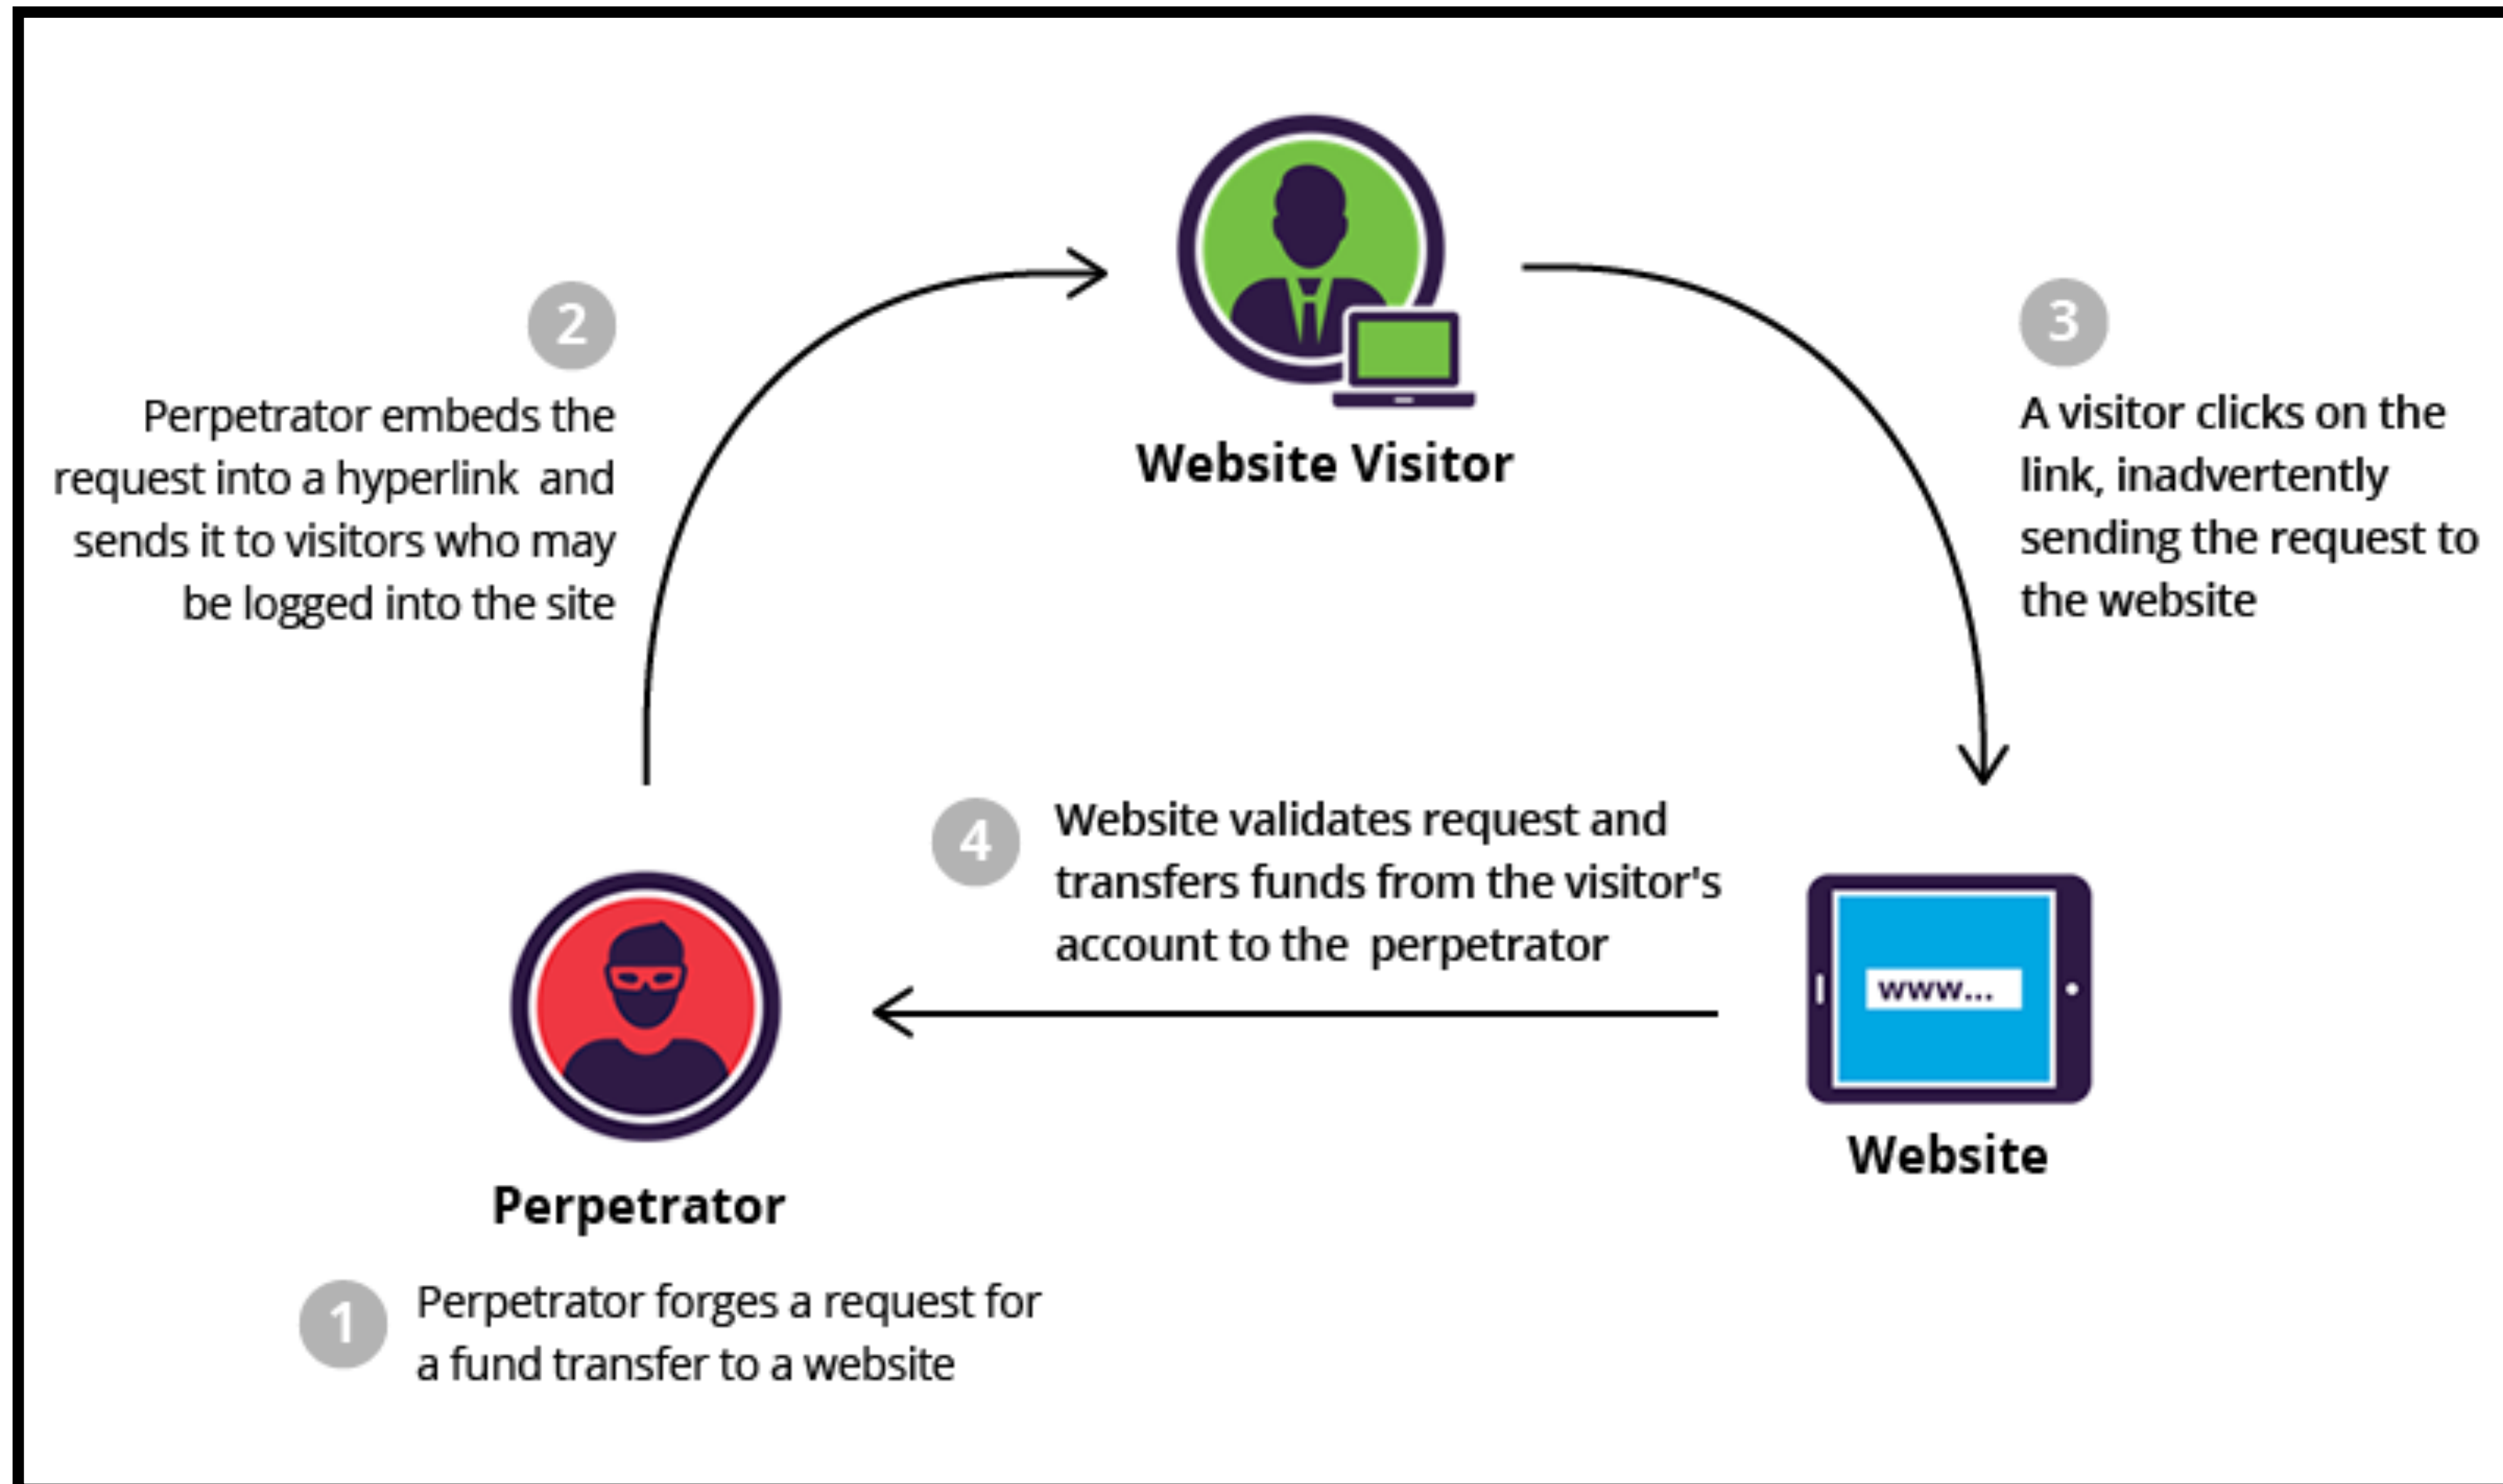 2
Perpetrator embeds the
request into a hyperlink and
sends it to visitors who may
be logged into the site
Website Visitor
3
A visitor clicks on the
link, inadvertently
sending the request to
the website
4
Website validates request and
transfers funds from the visitor's
account to the perpetrator
www...
Website
Perpetrator
1
Perpetrator forges a request for
a fund transfer to a website